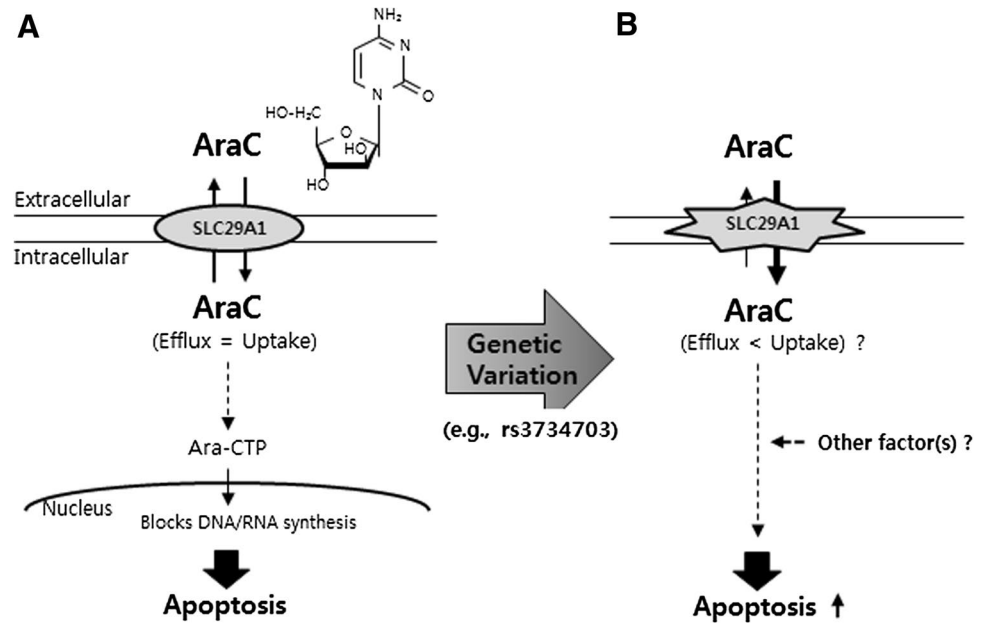 A
NH₂
N
N
O
HO-H₂C
O
HO
HO
AraC
Extracellular
SLC29A1
Intracellular
AraC
(Efflux = Uptake)
Ara-CTP
Nucleus
Blocks DNA/RNA synthesis
Apoptosis
Genetic
Variation
(e.g., rs3734703)
B
AraC
SLC29A1
AraC
(Efflux < Uptake) ?
Other factor(s) ?
Apoptosis